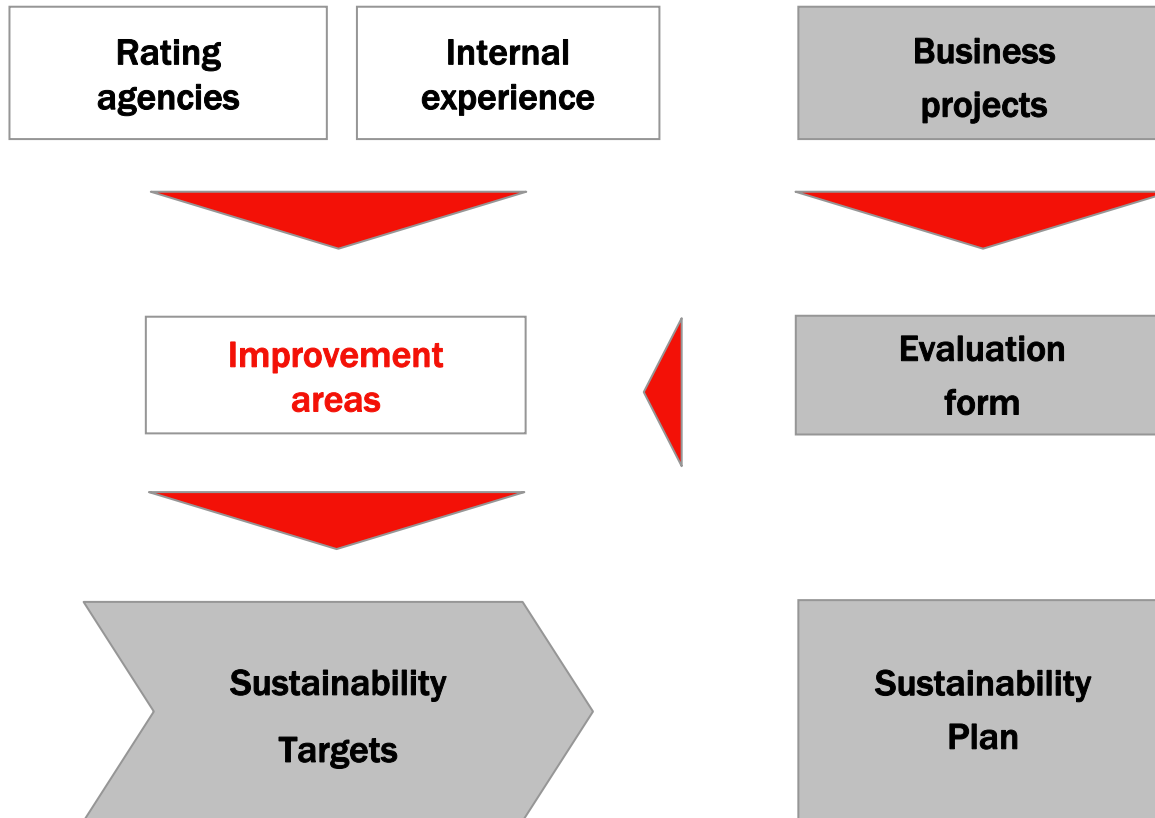 Rating
agencies
Internal
experience
Business
projects
Improvement
areas
Evaluation
form
Sustainability
Targets
Sustainability
Plan